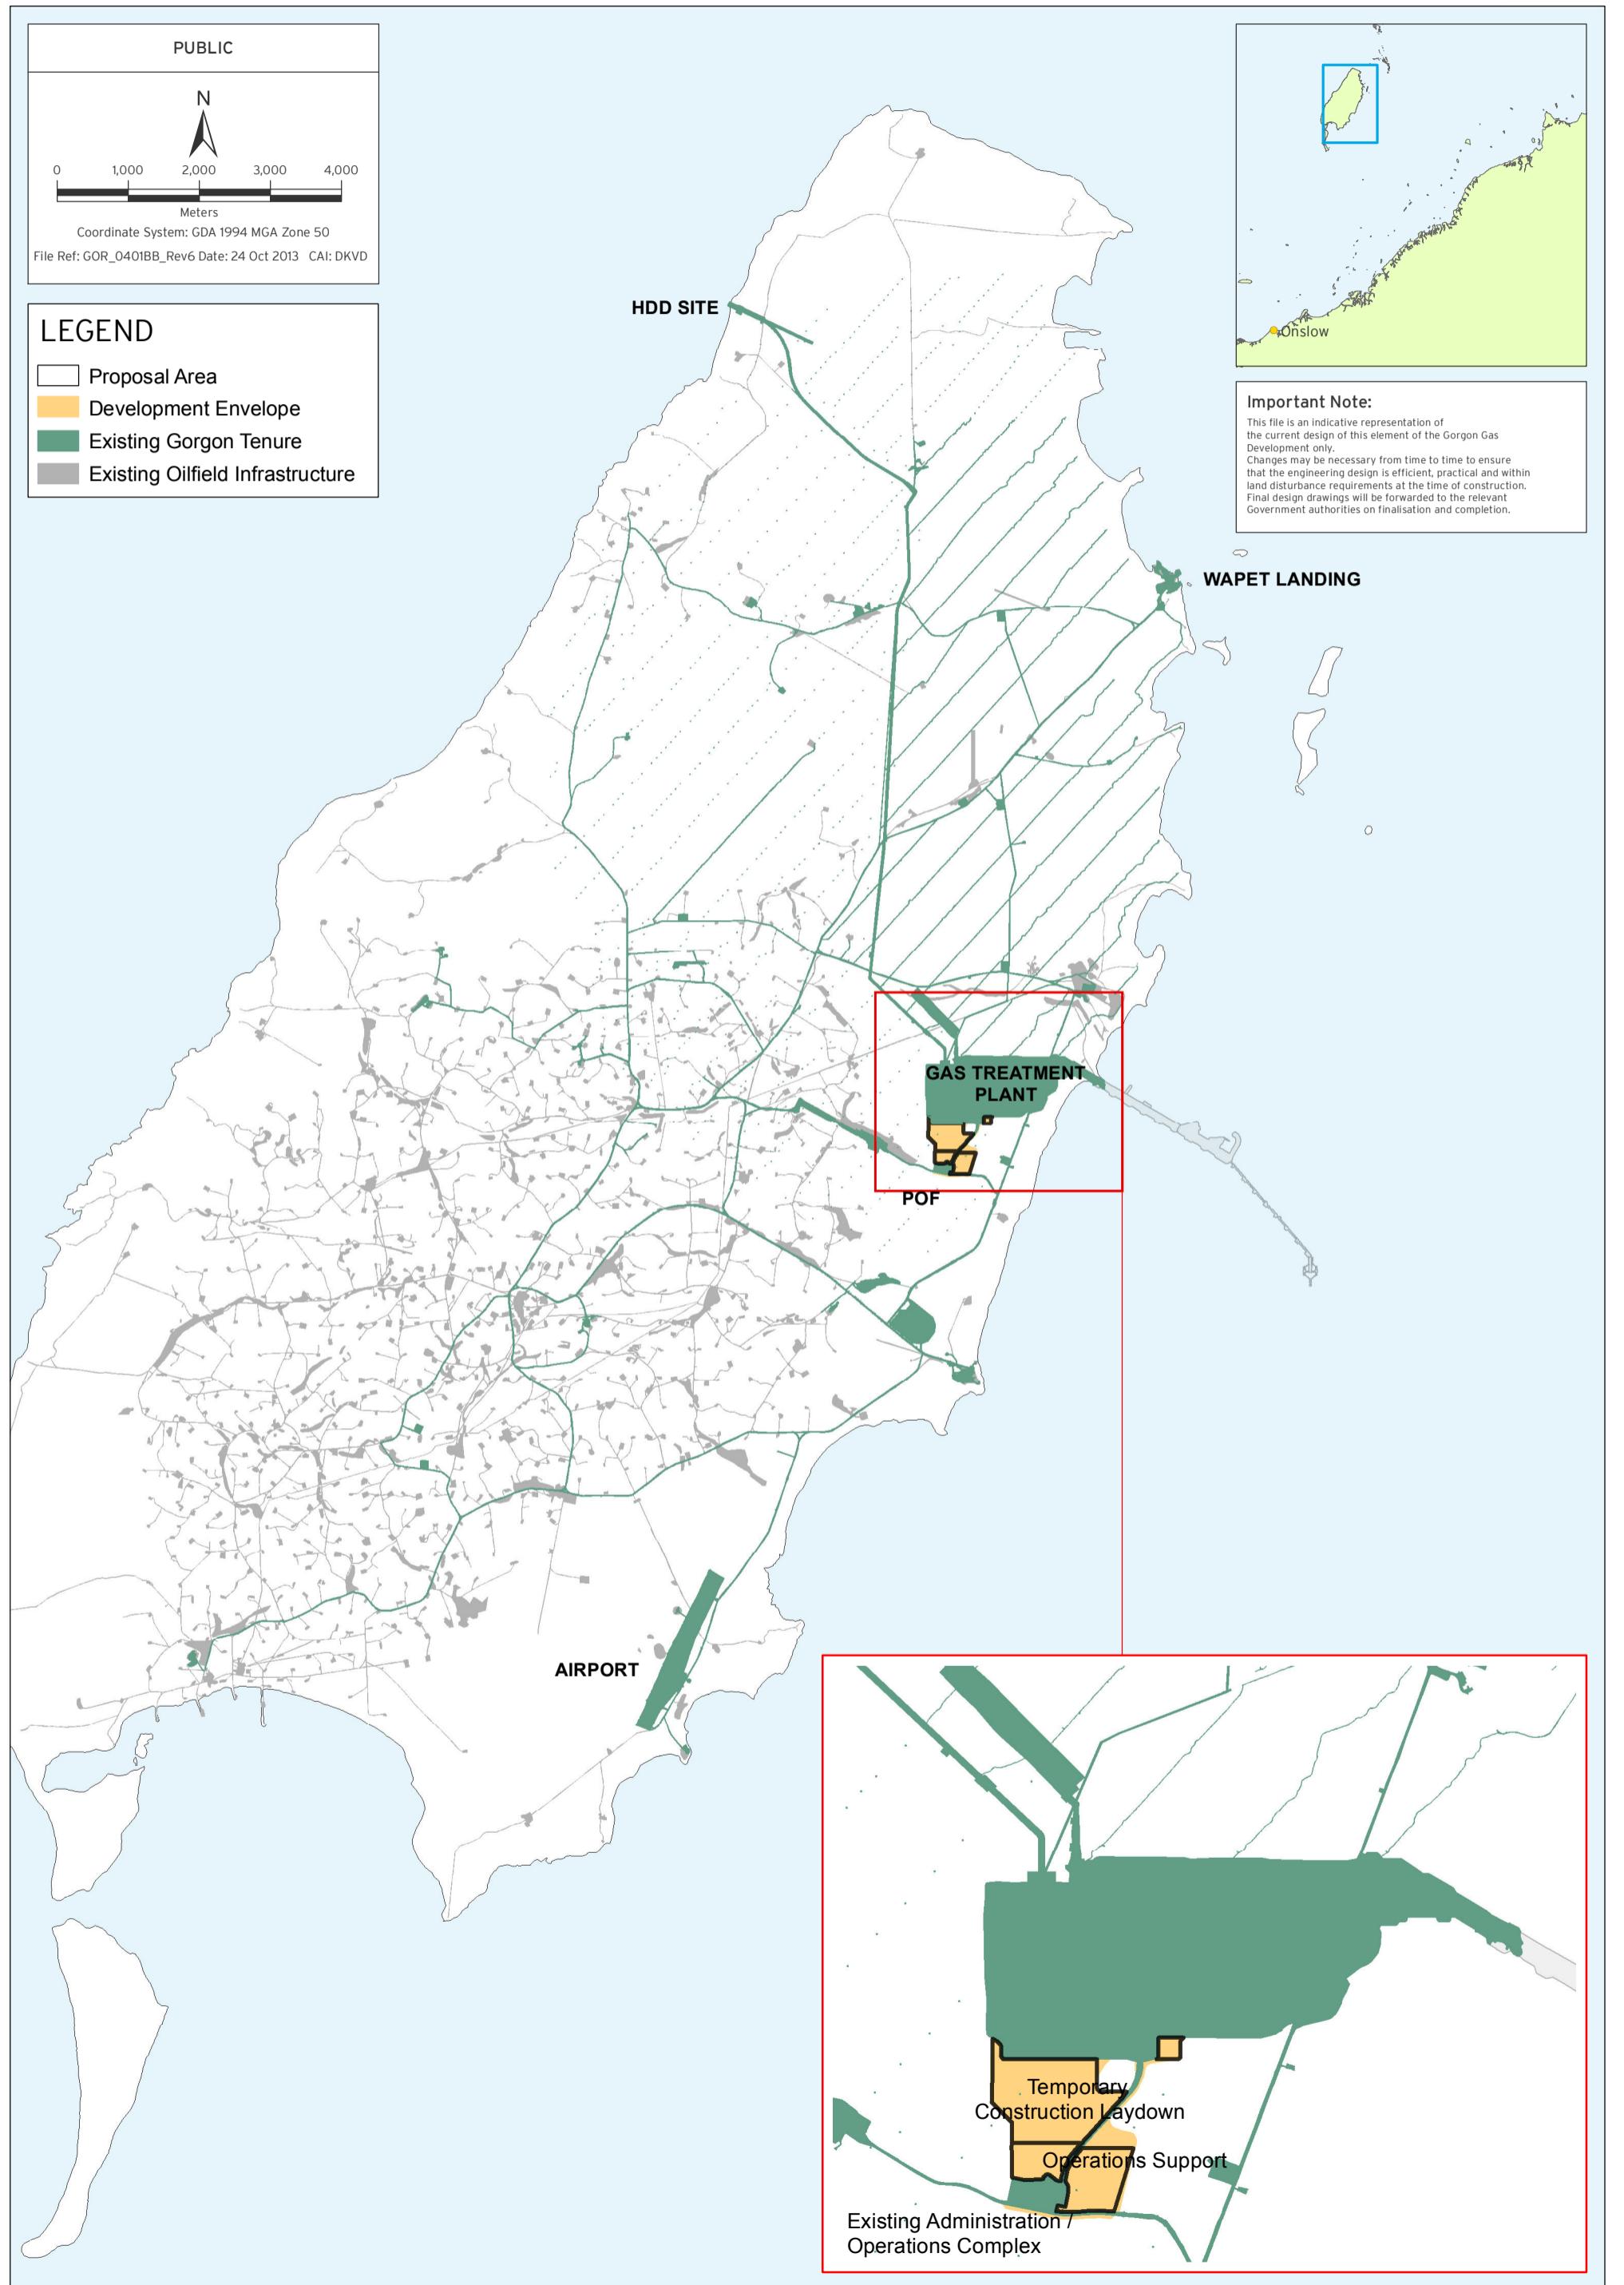 PUBLIC
N
0 1,000 2,000 3,000 4,000
Meters
Coordinate System: GDA 1994 MGA Zone 50
File Ref: GOR_0401BB_Rev6 Date: 24 Oct 2013 CAI: DKVD
LEGEND
Proposal Area
Development Envelope
Existing Gorgon Tenure
Existing Oilfield Infrastructure
Onslow
Important Note:
This file is an indicative representation of
the current design of this element of the Gorgon Gas
Development only.
Changes may be necessary from time to time to ensure
that the engineering design is efficient, practical and within
land disturbance requirements at the time of construction.
Final design drawings will be forwarded to the relevant
Government authorities on finalisation and completion.
HDD SITE
WAPET LANDING
GAS TREATMENT
PLANT
POF
AIRPORT
Temporary
Construction Laydown
Operations Support
Existing Administration /
Operations Complex